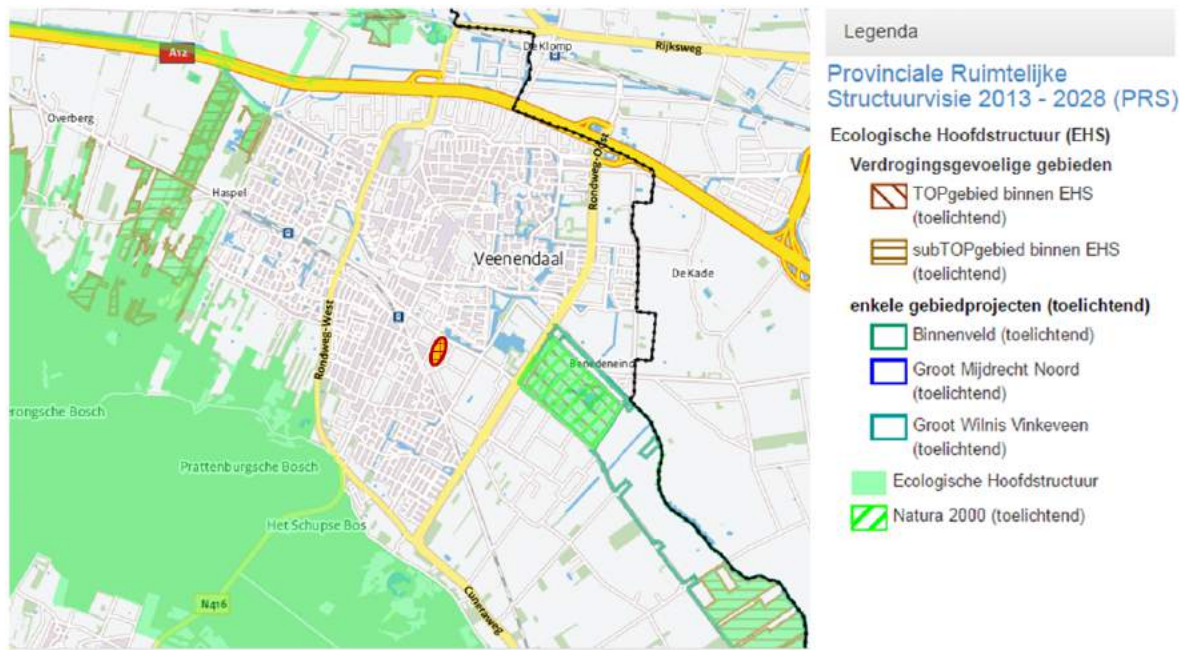 De Klomp
Rijksweg
A12
Overberg
Haspel
Rondweg-Oost
Veenendaal
De Kade
Rondweg-West
Benedeneind
erongsche Bosch
Prattenburgsche Bosch
Het Schupse Bos
N416
Cuneraweg
Legenda
Provinciale Ruimtelijke
Structuurvisie 2013 - 2028 (PRS)
Ecologische Hoofdstructuur (EHS)
Verdrogingsgevoelige gebieden
TOPgebied binnen EHS
(toelichtend)
subTOPgebied binnen EHS
(toelichtend)
enkele gebiedprojecten (toelichtend)
Binnenveld (toelichtend)
Groot Mijdrecht Noord
(toelichtend)
Groot Wilnis Vinkeveen
(toelichtend)
Ecologische Hoofdstructuur
Natura 2000 (toelichtend)